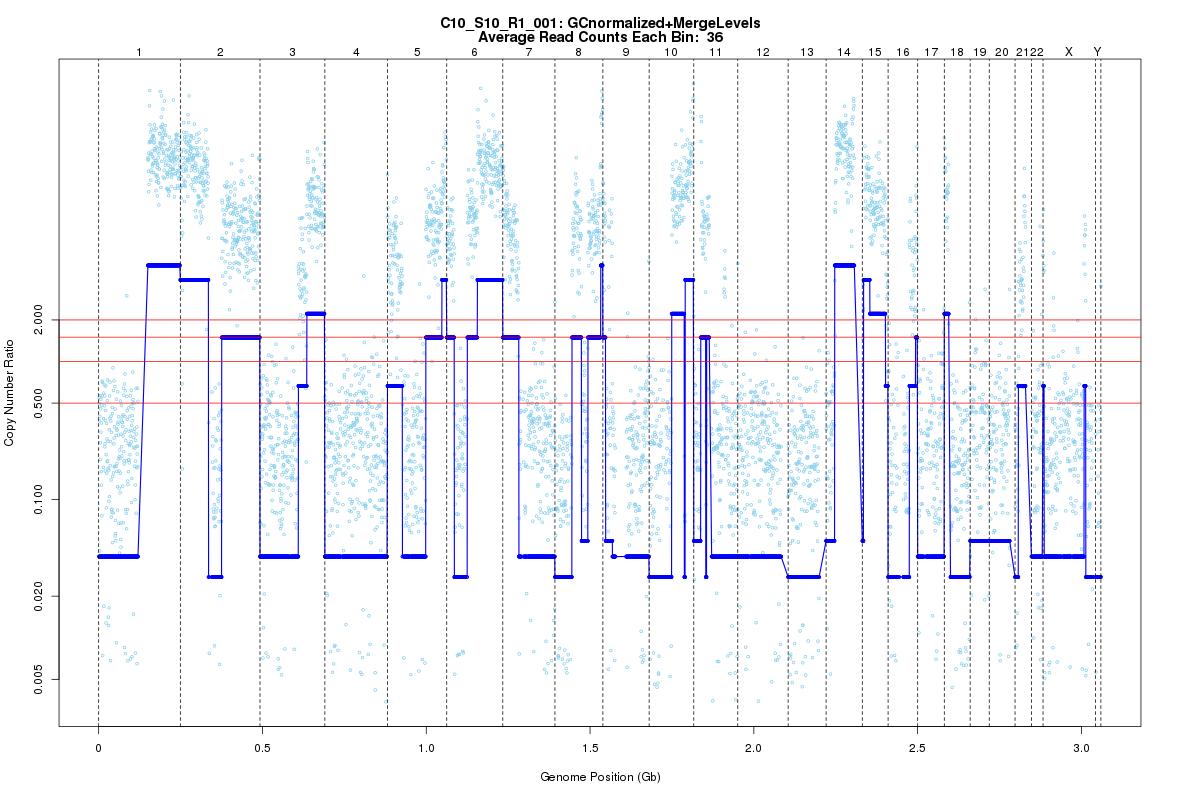 C10_S10_R1_001: GCnormalized+MergeLevels
Average Read Counts Each Bin: 36
1 2 3 4 5 6 7 8 9 10 11 12 13 14 15 16 17 18 19 20 21 22 X Y
Copy Number Ratio
2.000
0.500
0.100
0.020
0.005
0 0.5 1.0 1.5 2.0 2.5 3.0
Genome Position (Gb)